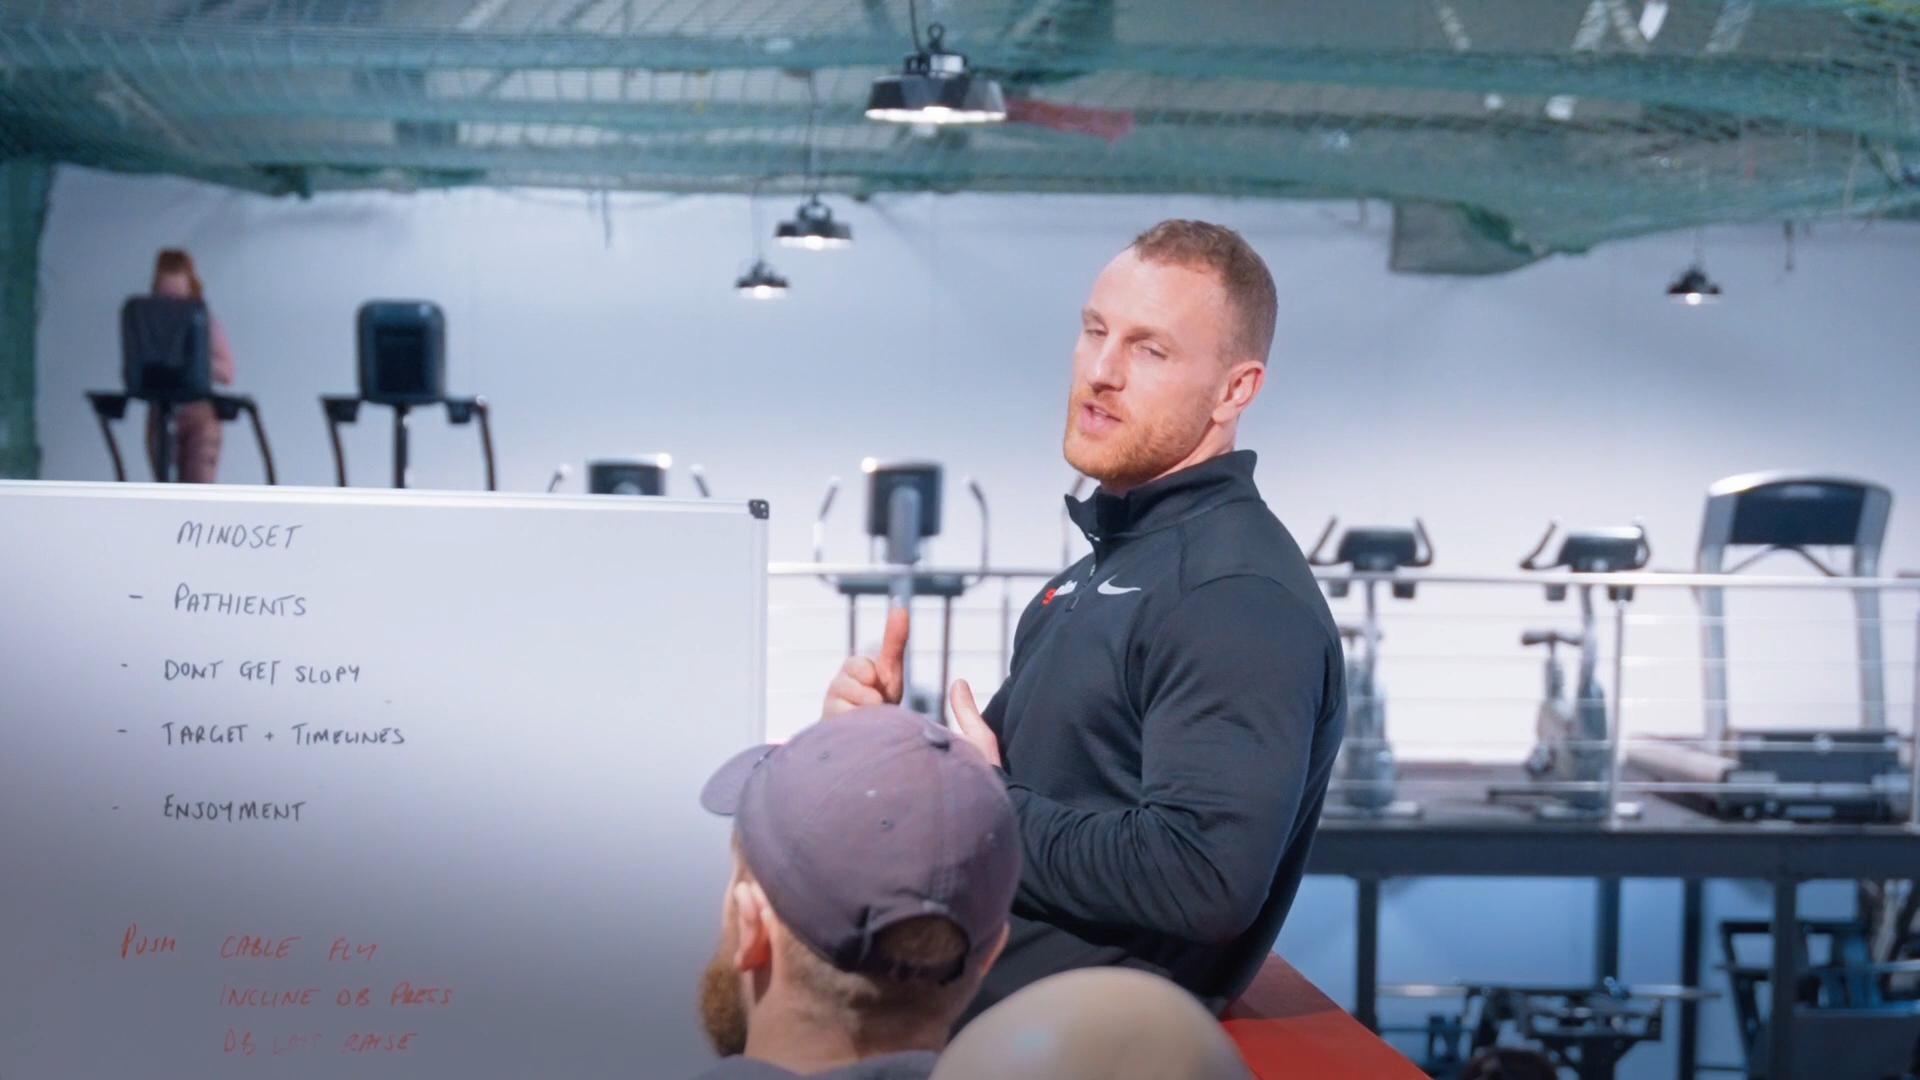 MINDSET
- PATHIENTS
- DONT GET SLOPY
- TARGET + TIMELINES
- ENJOYMENT
PUSH CABLE FLY
INCLINE DB PRESS
DB LAT RAISE